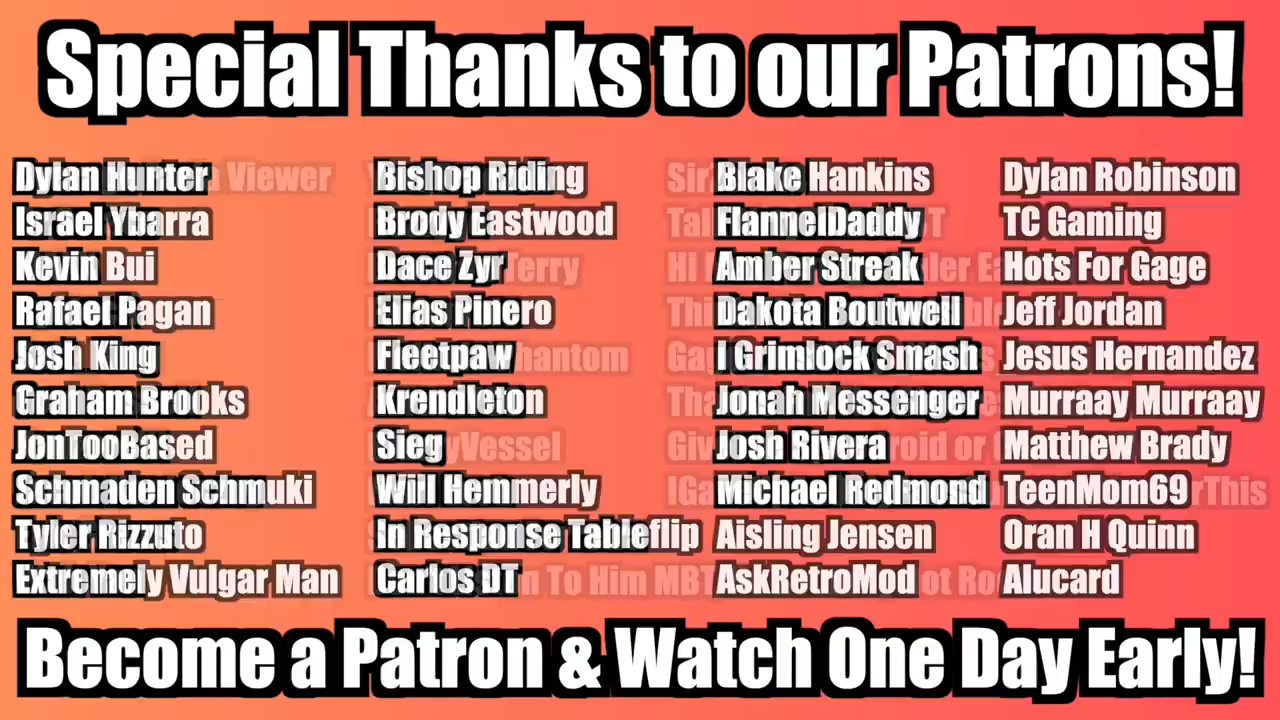 Special Thanks to our Patrons!
Dylan Hunter
Israel Ybarra
Kevin Bui
Rafael Pagan
Josh King
Graham Brooks
JonTooBased
Schmaden Schmuki
Tyler Rizzuto
Extremely Vulgar Man
Bishop Riding
Brody Eastwood
Dace Zyr
Elias Pinero
Fleetpaw
Krendleton
Sieg
Will Hemmerly
In Response Tableflip
Carlos DT
Blake Hankins
FlannelDaddy
Amber Streak
Dakota Boutwell
I Grimlock Smash
Jonah Messenger
Josh Rivera
Michael Redmond
Aisling Jensen
AskRetroMod
Dylan Robinson
TC Gaming
Hots For Gage
Jeff Jordan
Jesus Hernandez
Murraay Murraay
Matthew Brady
TeenMom69
Oran H Quinn
Alucard
Viewer
Become a Patron & Watch One Day Early!